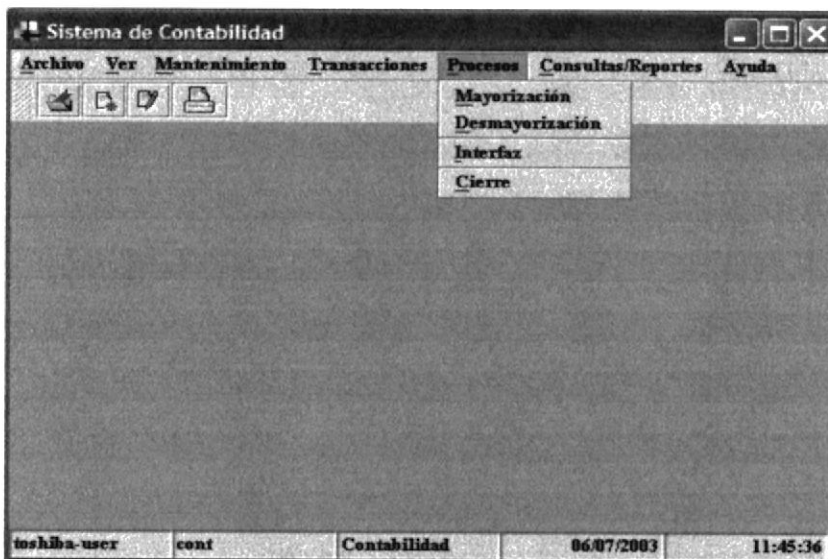 Sistema de Contabilidad
Archivo Ver Mantenimiento Transacciones Procesos Consultas/Reportes Ayuda
Mayorización
Desmayorización
Interfaz
Cierre
toshiba-user cont Contabilidad 06/07/2003 11:45:36